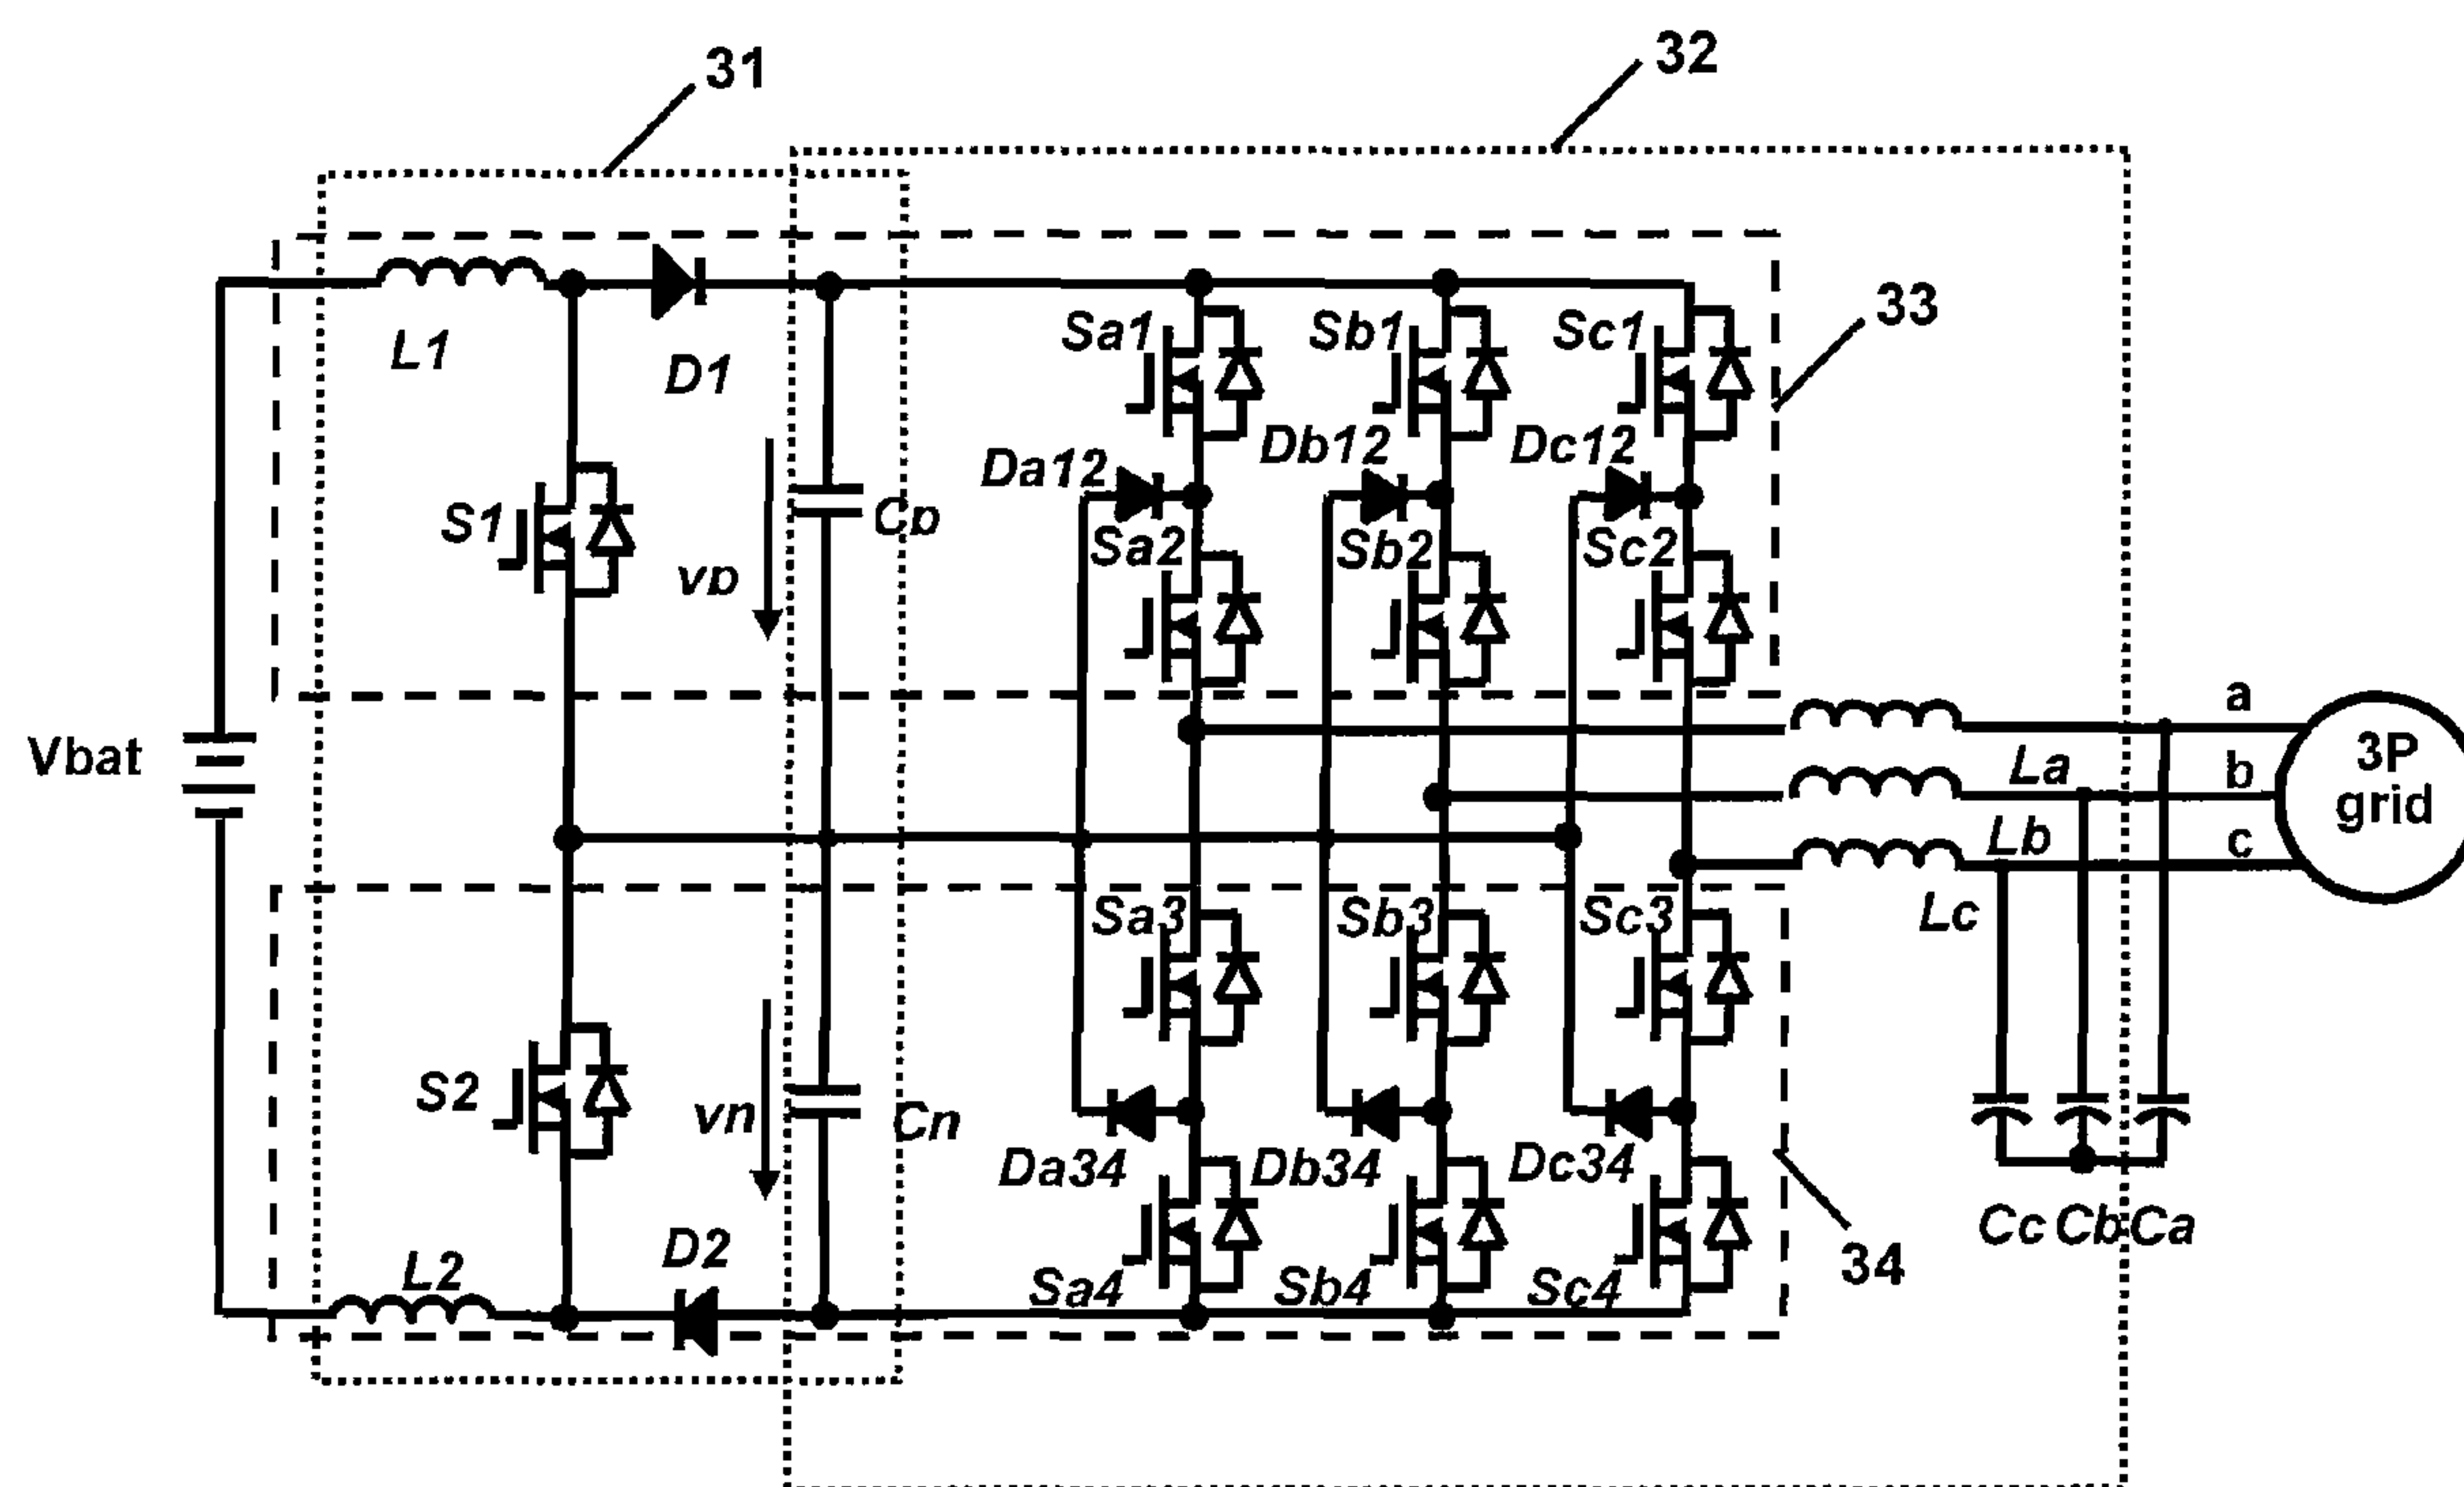 31
32
33
L1
D1
Sa1
Sb1
Sc1
Da12
Db12
Dc12
S1
Cp
vp
Sa2
Sb2
Sc2
Vbat
a
La
b
3P
grid
Lb
c
Lc
Sa3
Sb3
Sc3
S2
vn
Cn
Da34
Db34
Dc34
Cc Cb Ca
L2
D2
Sa4
Sb4
Sc4
34